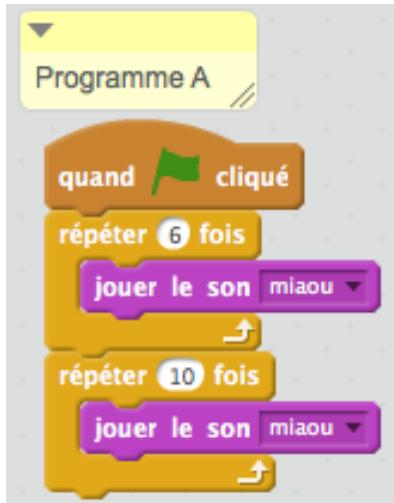 Programme A
quand cliqué
répéter 6 fois
jouer le son miaou
répéter 10 fois
jouer le son miaou